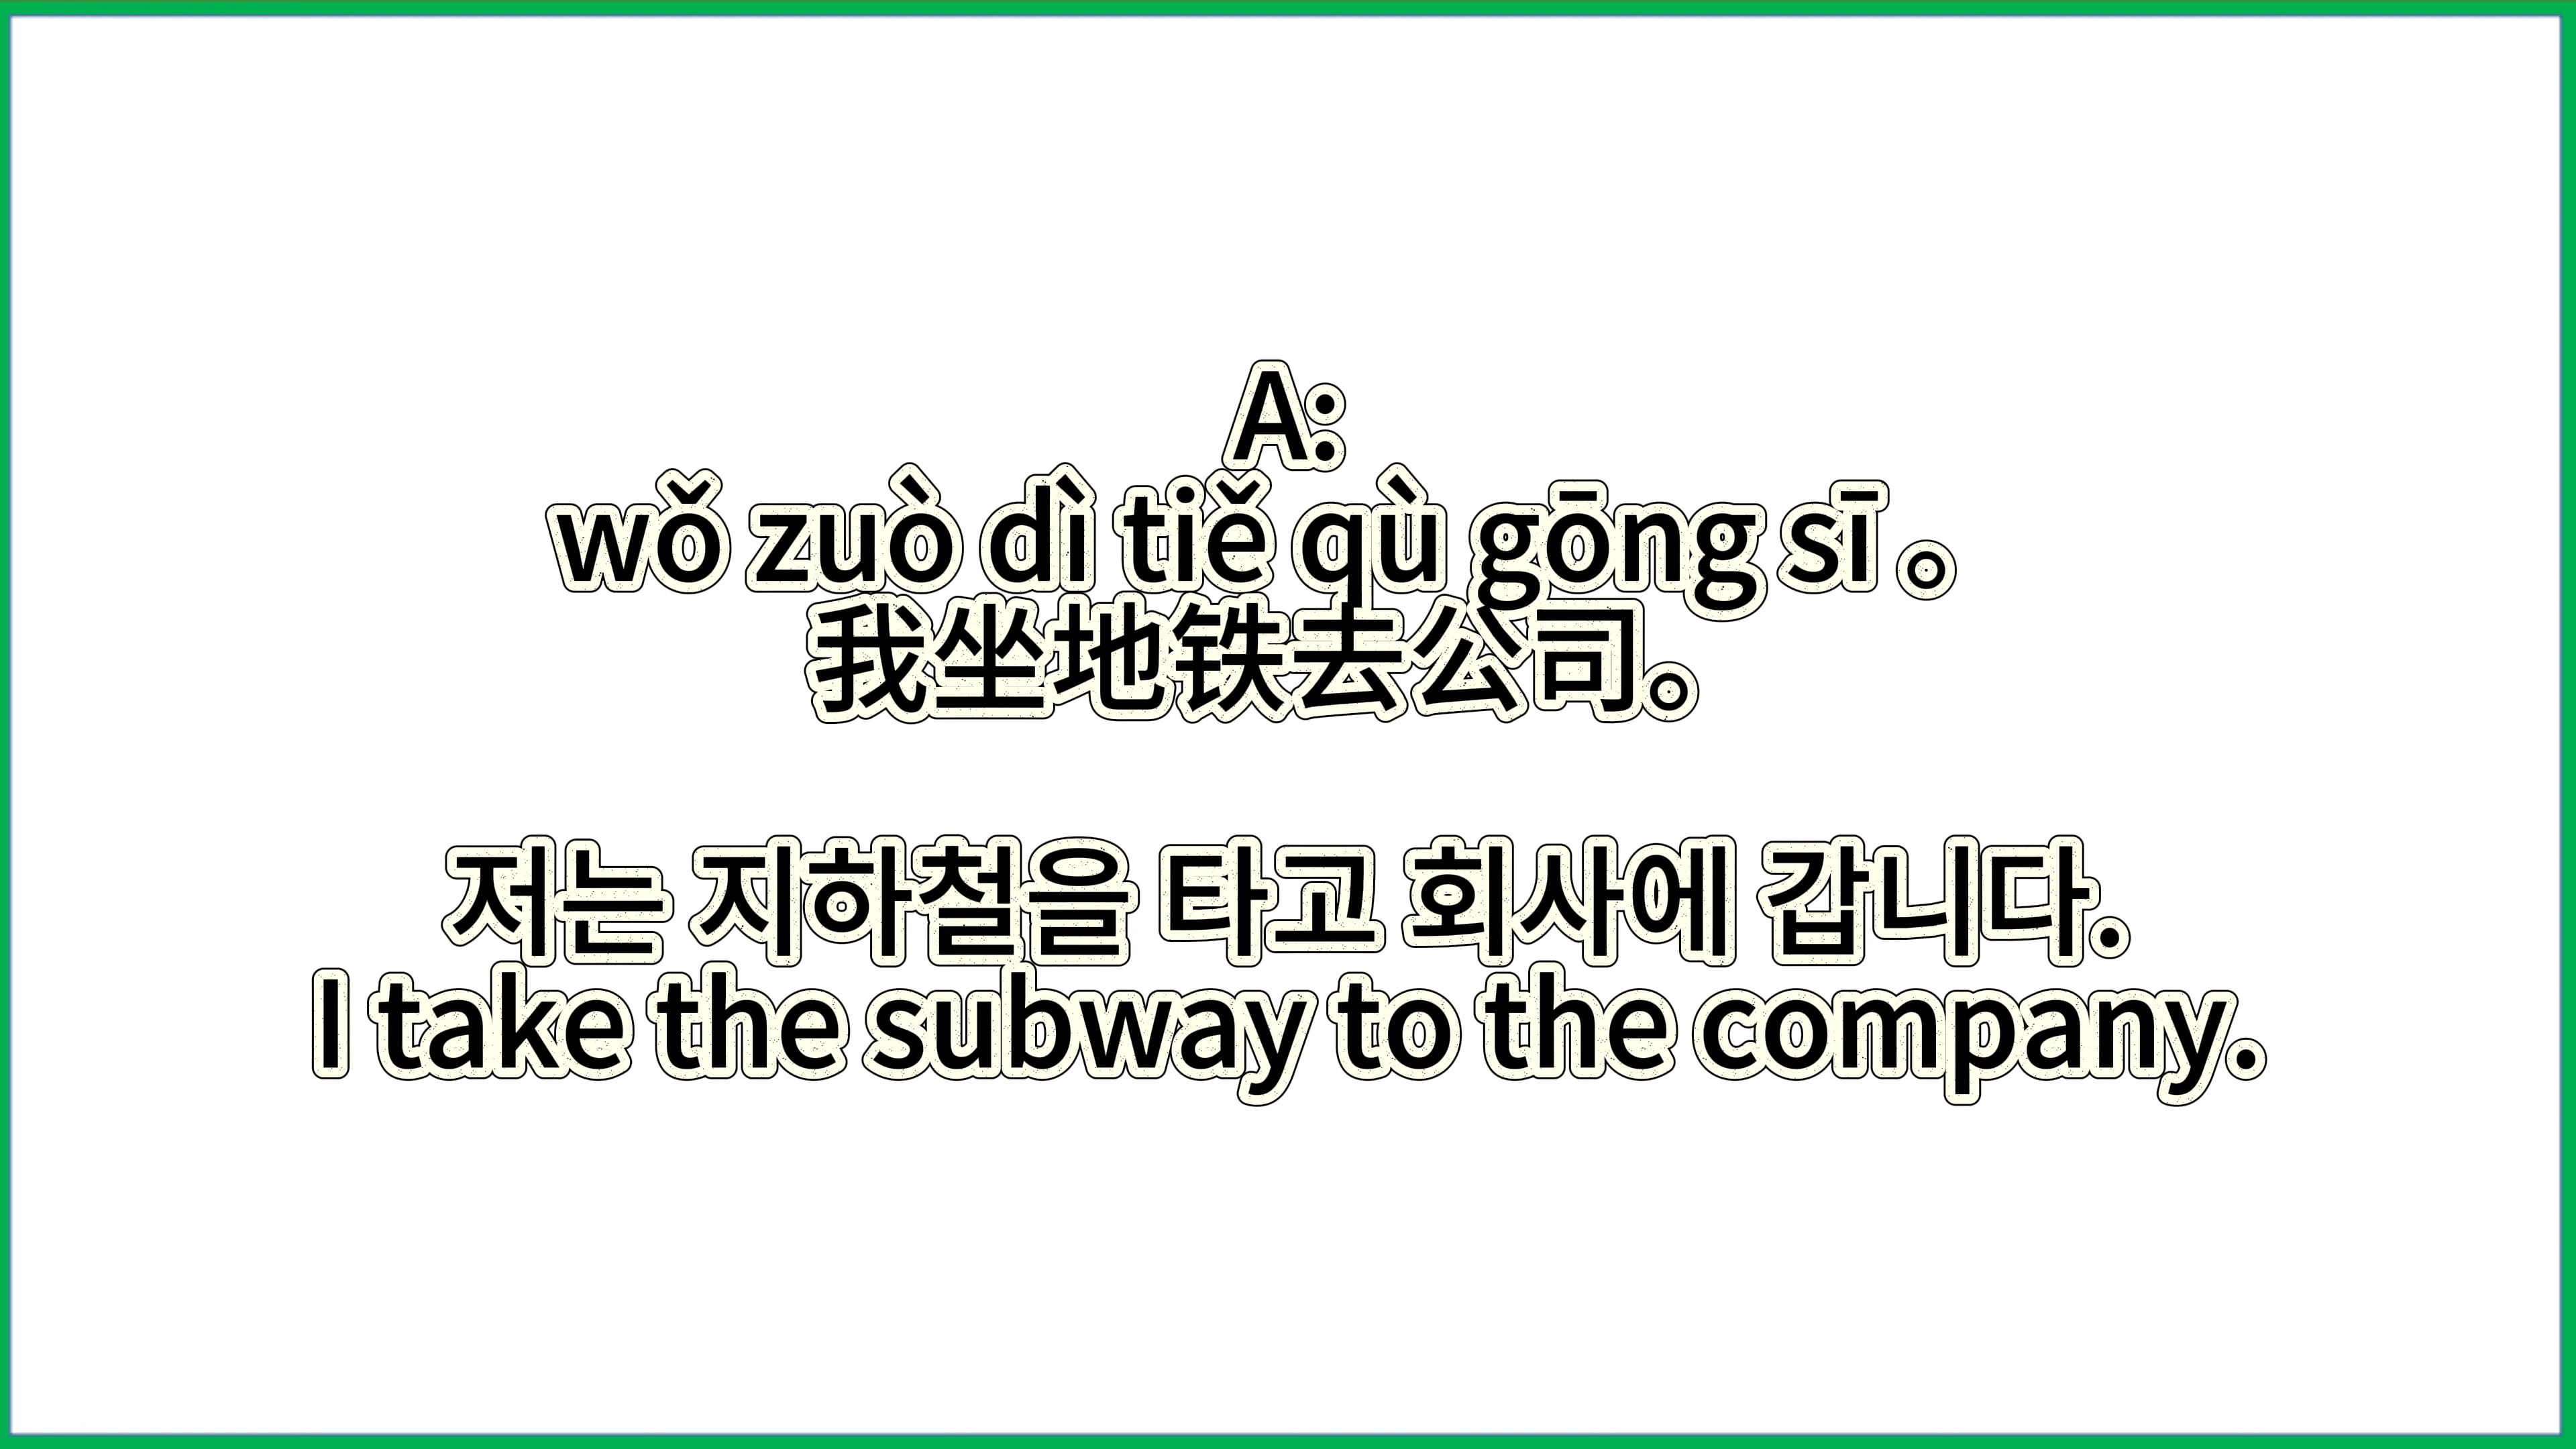 A:
wǒ zuò dì tiě qù gōng sī 。
我坐地铁去公司。
저는 지하철을 타고 회사에 갑니다.
I take the subway to the company.